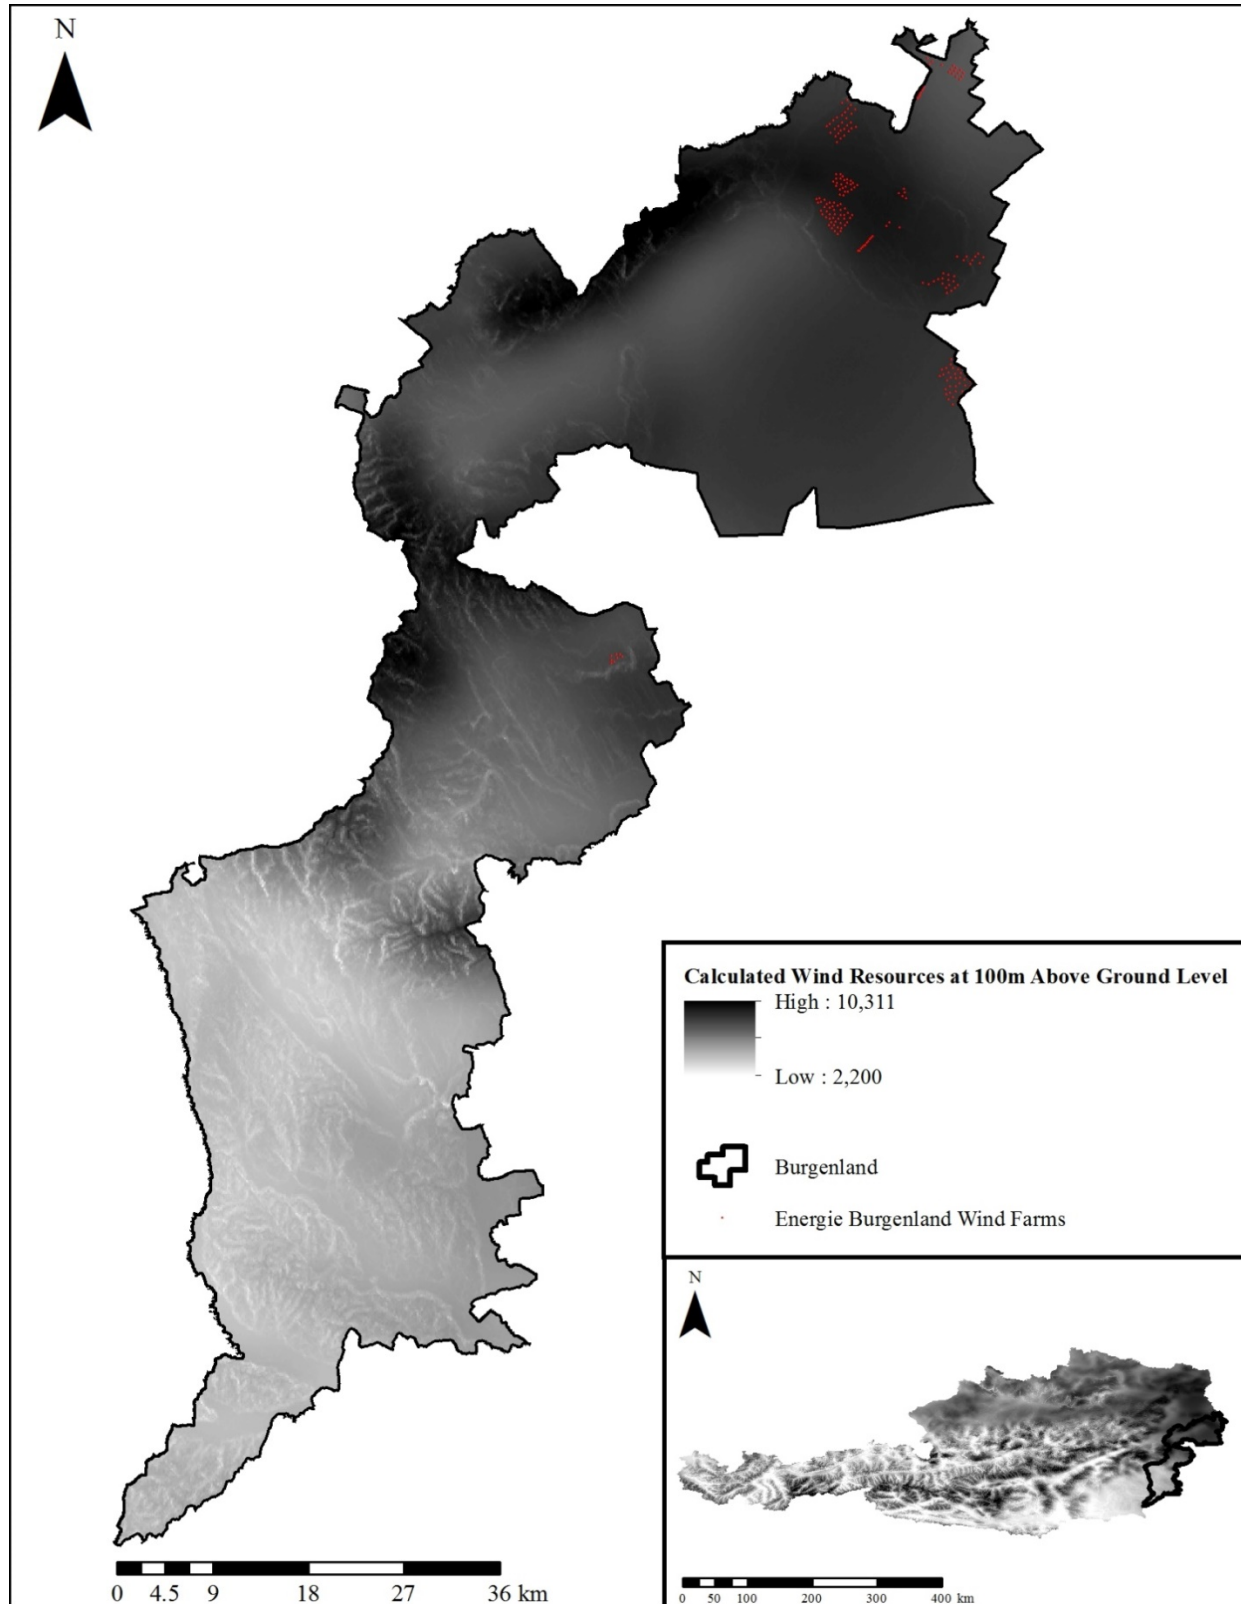 N
Calculated Wind Resources at 100m Above Ground Level
High : 10,311
Low : 2,200
Burgenland
Energie Burgenland Wind Farms
N
0 4.5 9 18 27 36 km
0 50 100 200 300 400 km